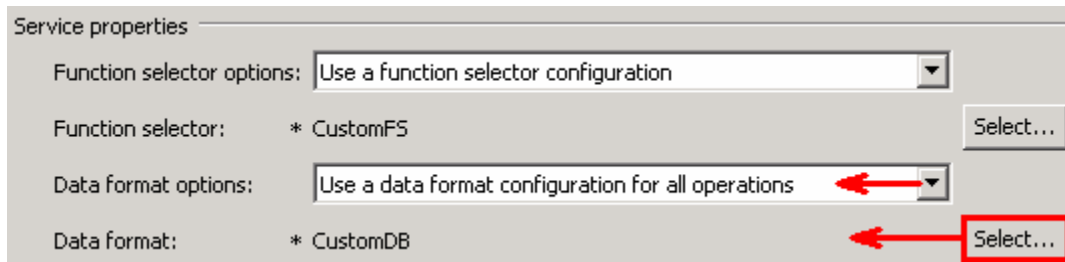 Service properties
Function selector options: Use a function selector configuration
Function selector: * CustomFS Select...
Data format options: Use a data format configuration for all operations
Data format: * CustomDB Select...